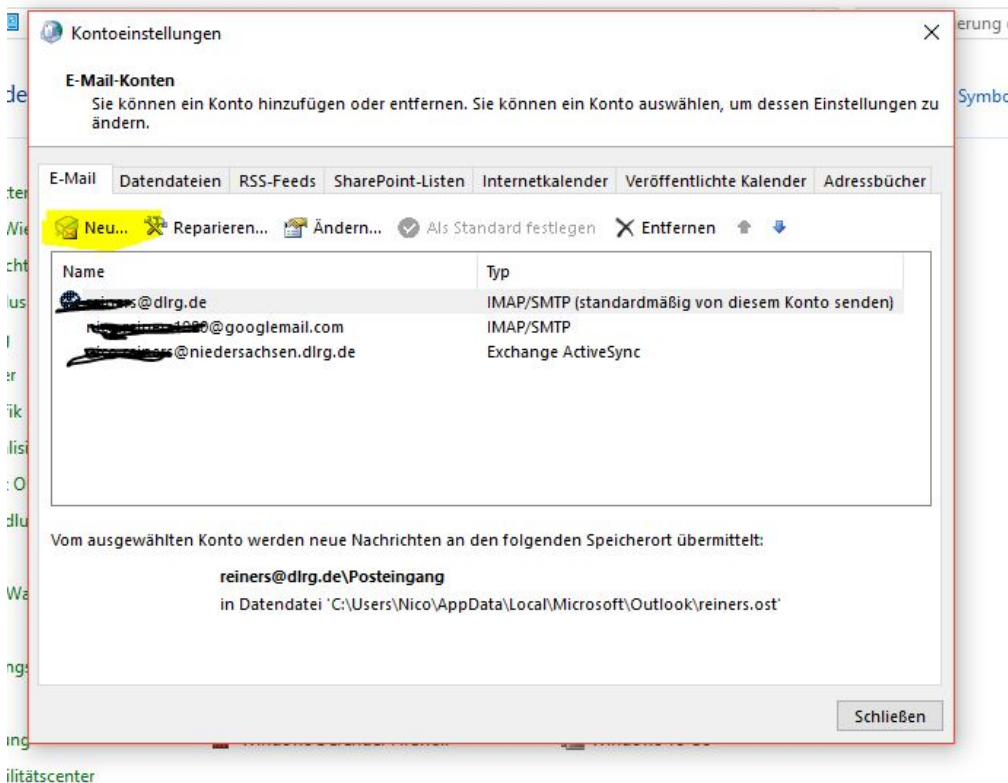 Kontoeinstellungen
E-Mail-Konten
Sie können ein Konto hinzufügen oder entfernen. Sie können ein Konto auswählen, um dessen Einstellungen zu
ändern.
E-Mail Datendateien RSS-Feeds SharePoint-Listen Internetkalender Veröffentlichte Kalender Adressbücher
Neu... Reparieren... Ändern... Als Standard festlegen Entfernen
Name Typ
@dlrg.de IMAP/SMTP (standardmäßig von diesem Konto senden)
@googlemail.com IMAP/SMTP
@niedersachsen.dlrg.de Exchange ActiveSync
Vom ausgewählten Konto werden neue Nachrichten an den folgenden Speicherort übermittelt:
reiners@dlrg.de\Posteingang
in Datendatei 'C:\Users\Nico\AppData\Local\Microsoft\Outlook\reiners.ost'
Schließen